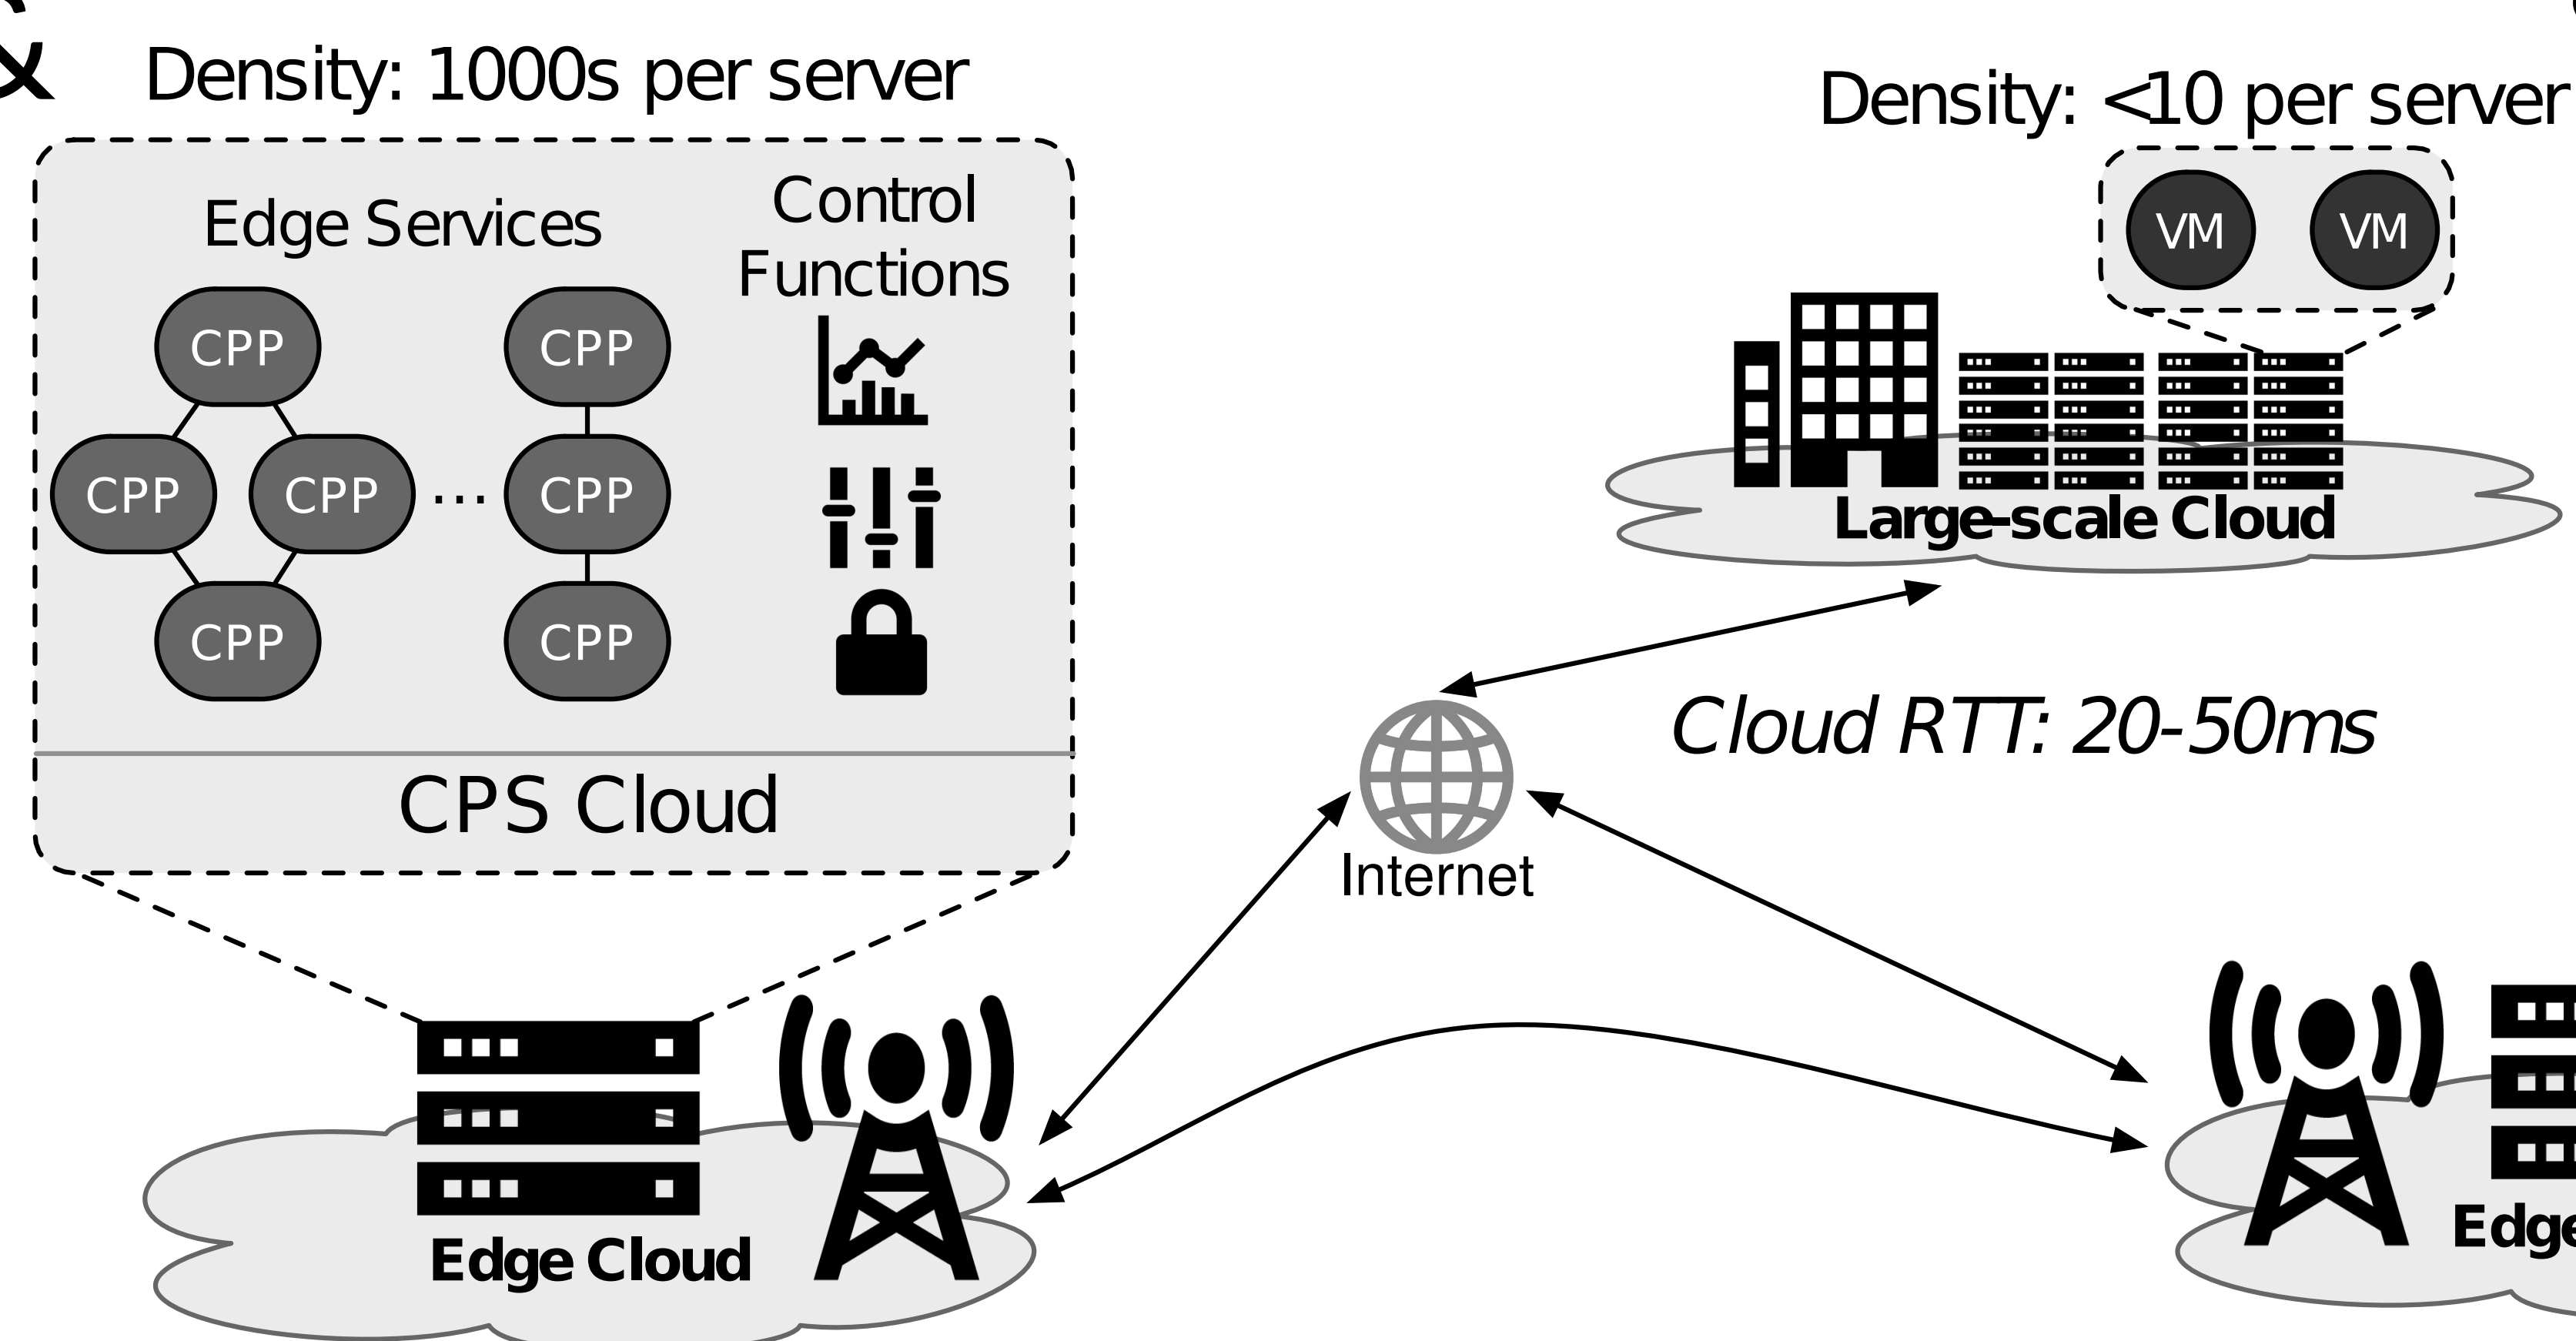 &
Density: 1000s per server
Edge Services
Control
Functions
CPP
CPP
CPP
CPP
...
CPP
CPP
CPP
CPS Cloud
Edge Cloud
Density: <10 per server
VM
VM
Large-scale Cloud
Cloud RTT: 20-50ms
Internet
Edge